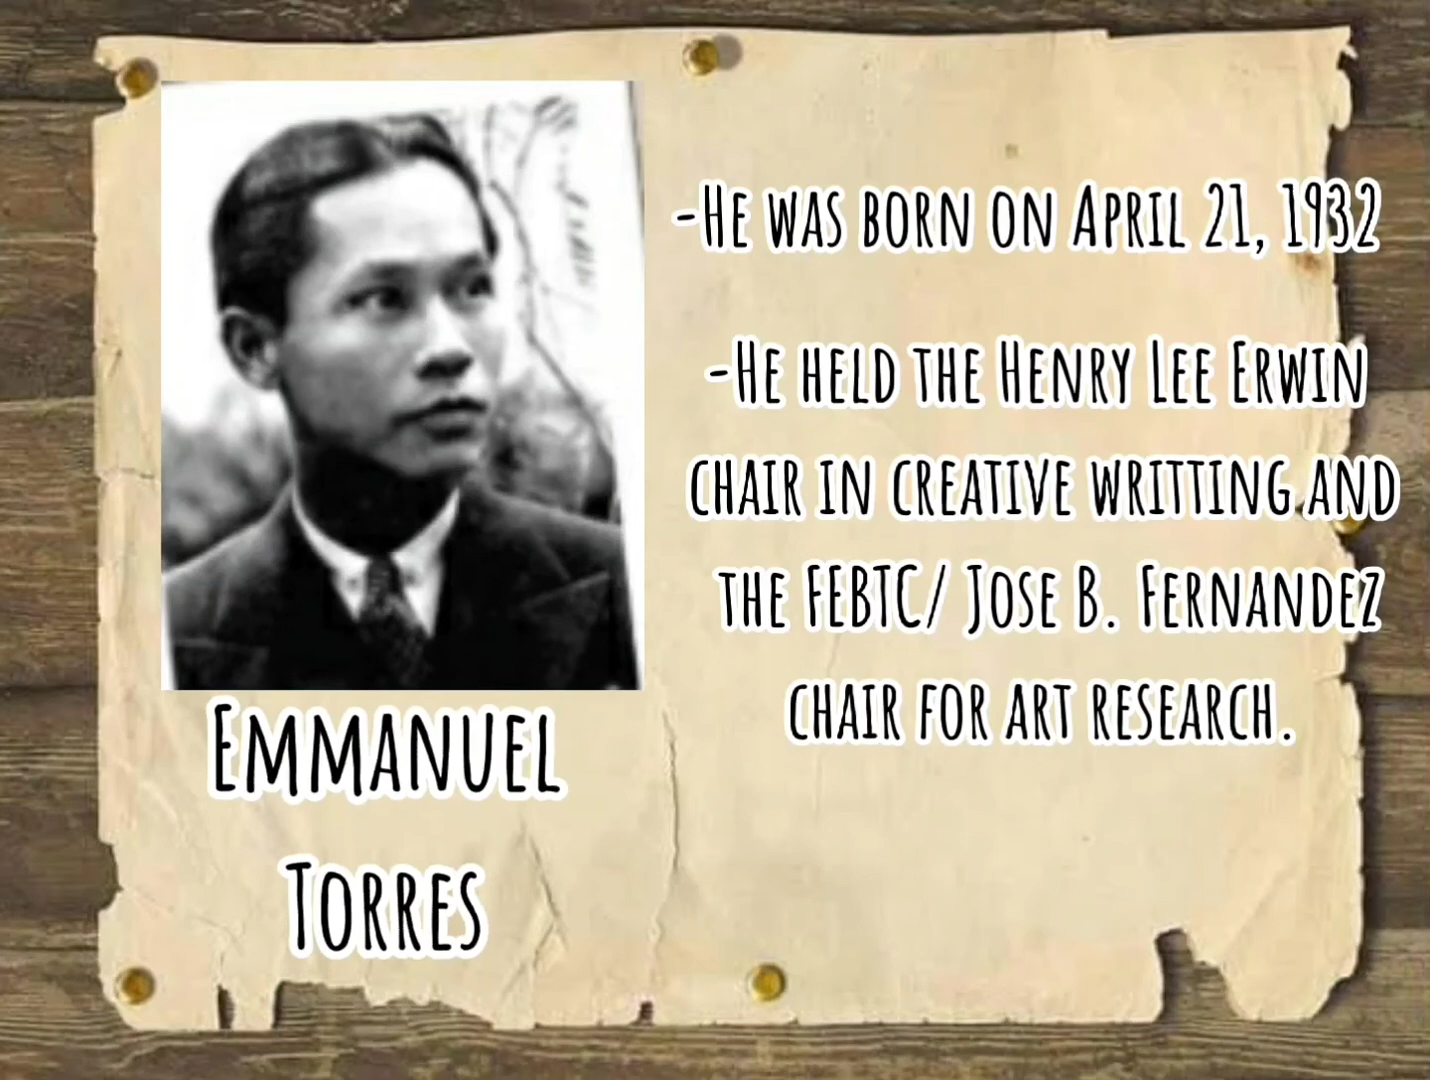 Emmanuel
Torres
-He was born on April 21, 1932
-He held the Henry Lee Erwin
chair in creative writting and
the FEBTC/ Jose B. Fernandez
chair for art research.